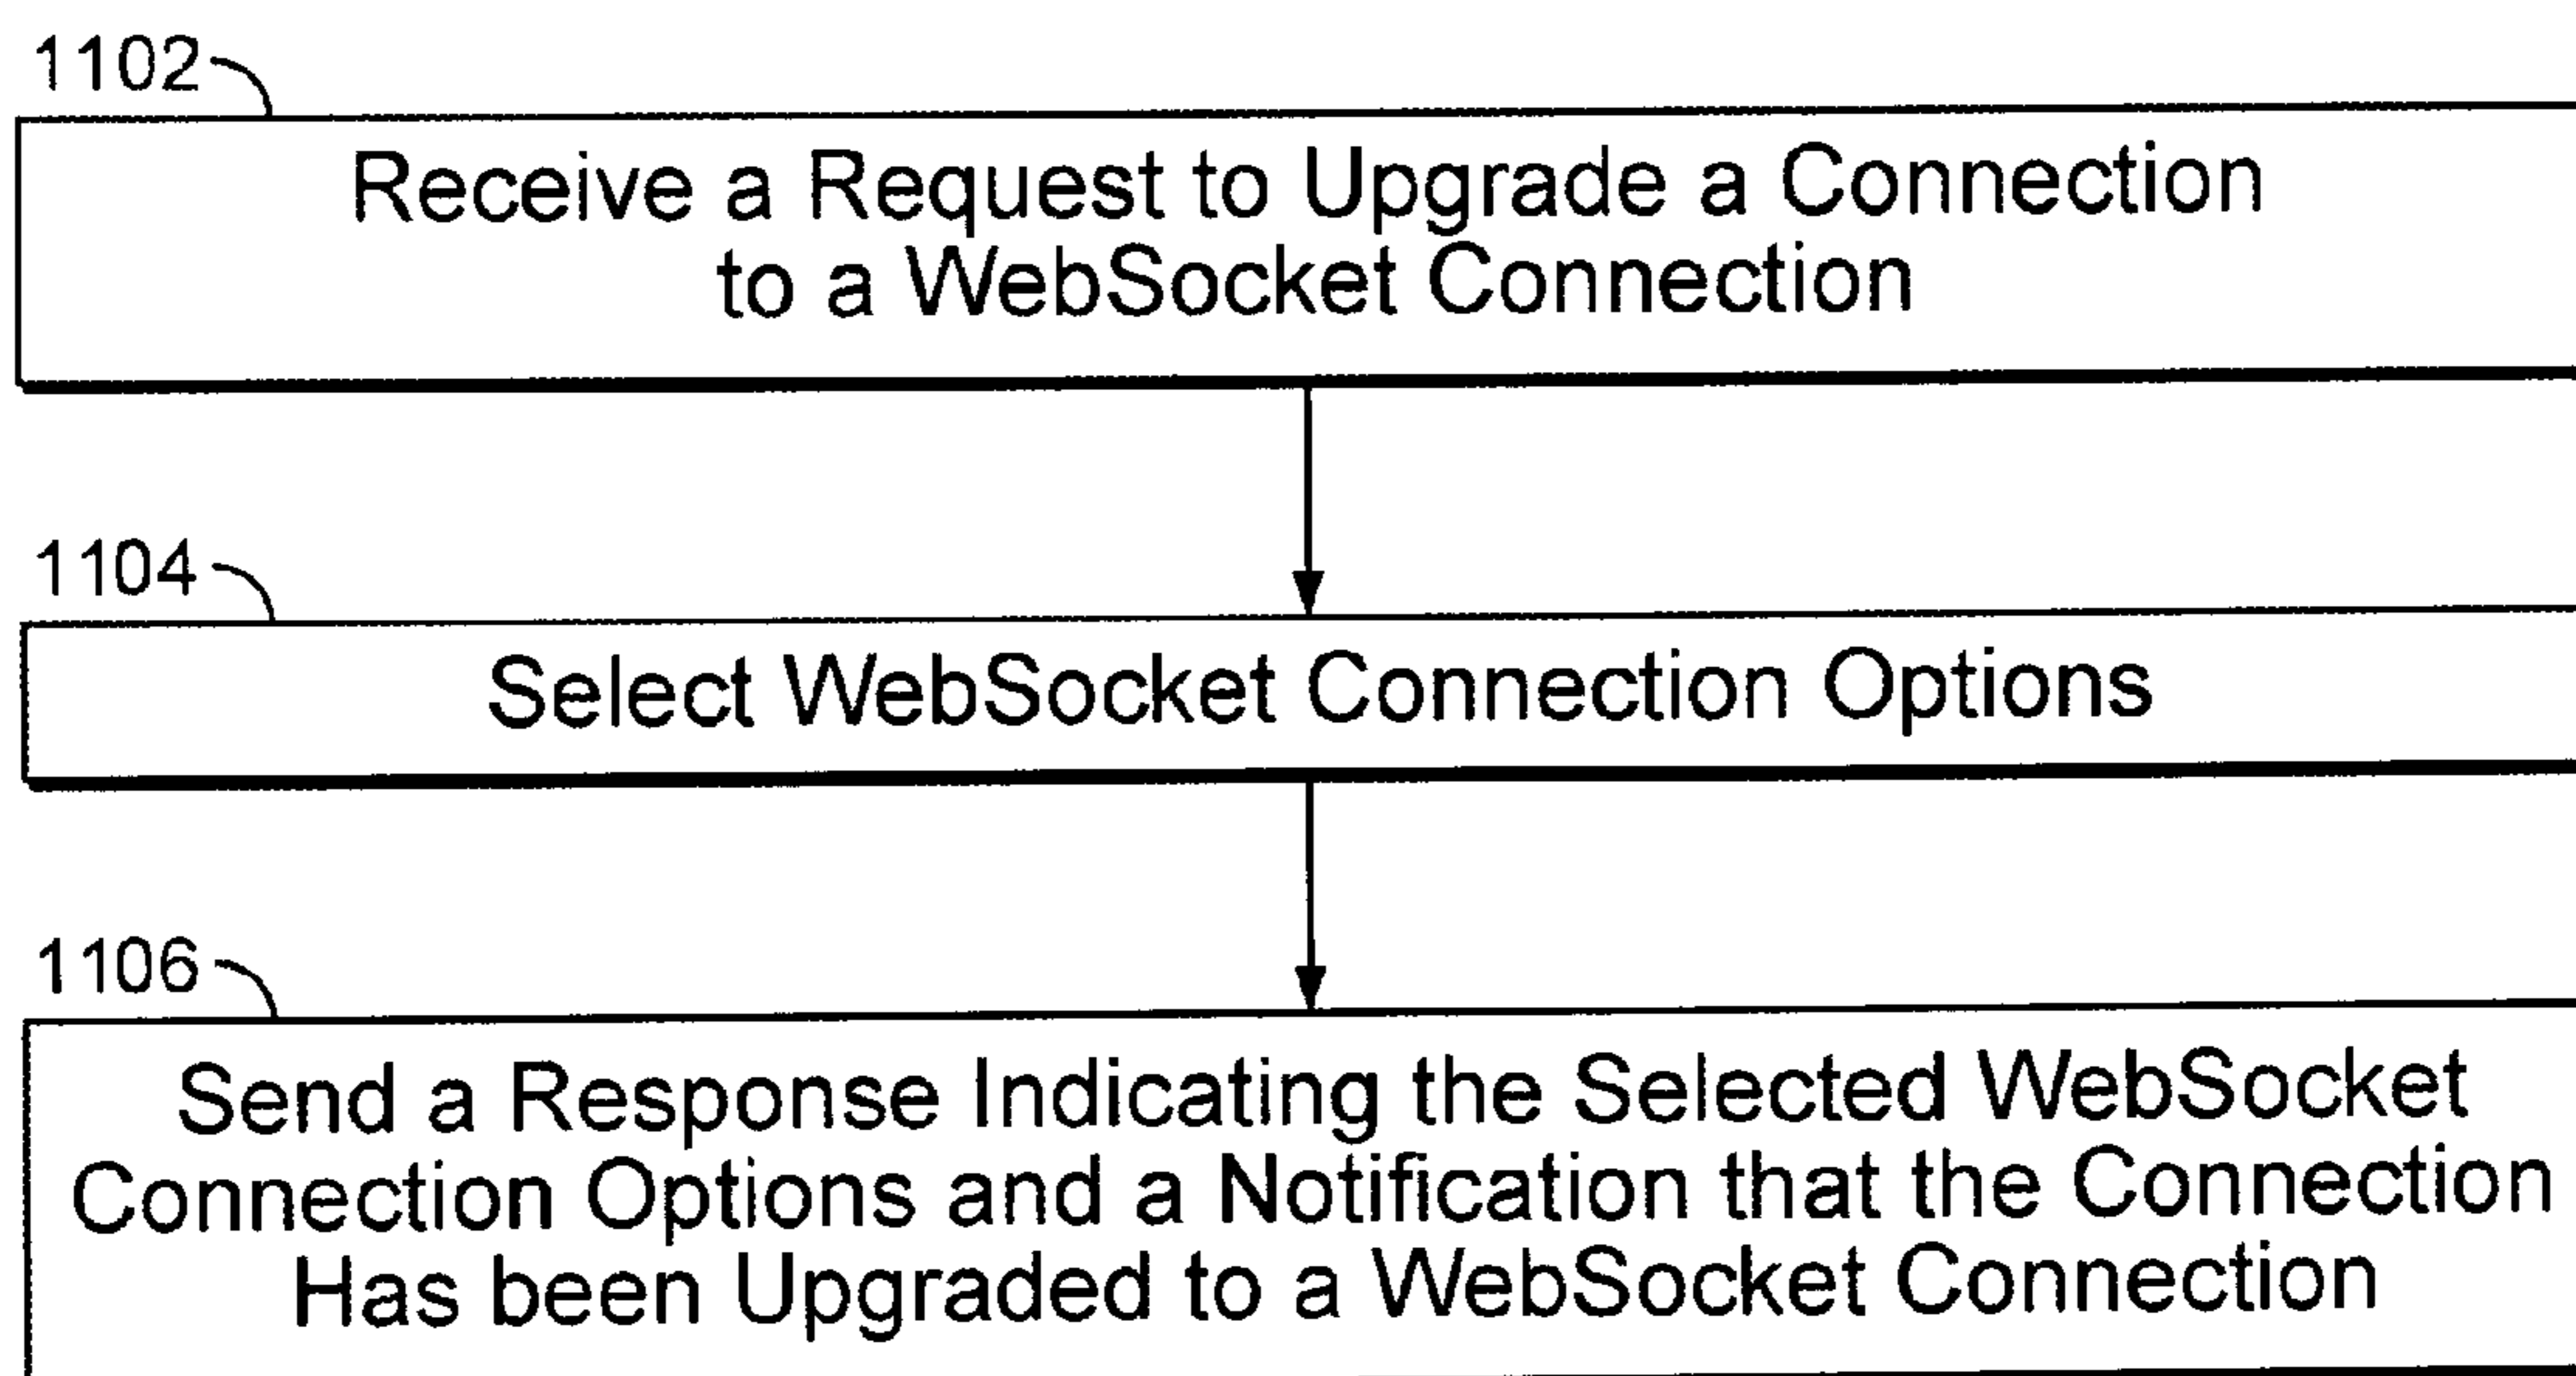 1102
Receive a Request to Upgrade a Connection
to a WebSocket Connection
1104
Select WebSocket Connection Options
1106
Send a Response Indicating the Selected WebSocket
Connection Options and a Notification that the Connection
Has been Upgraded to a WebSocket Connection